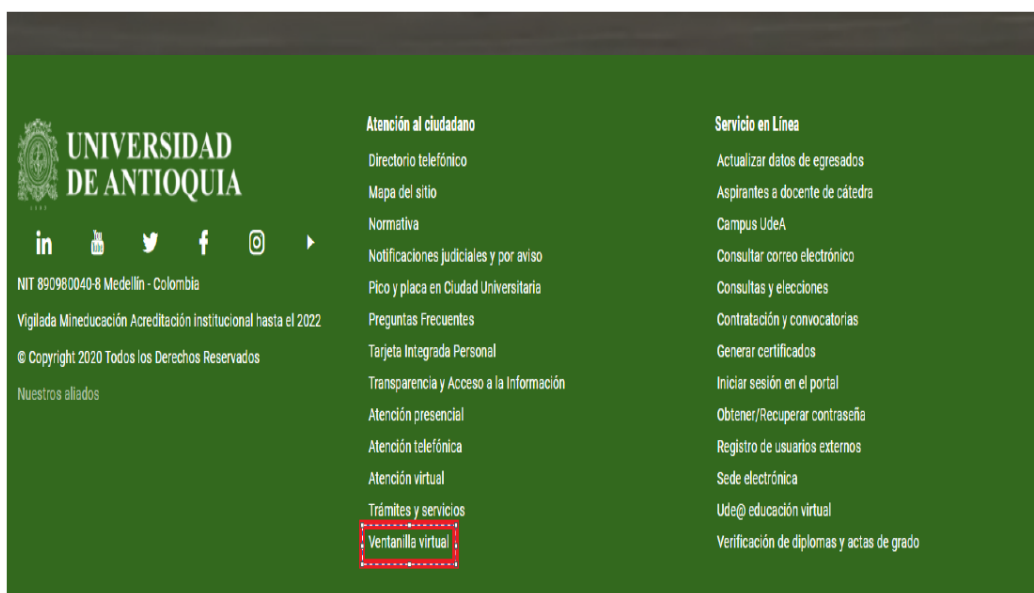 UNIVERSIDAD
DE ANTIOQUIA
NIT 890980040-8 Medellín - Colombia
Vigilada Mineducación Acreditación institucional hasta el 2022
© Copyright 2020 Todos los Derechos Reservados
Nuestros aliados
Atención al ciudadano
Directorio telefónico
Mapa del sitio
Normativa
Notificaciones judiciales y por aviso
Pico y placa en Ciudad Universitaria
Preguntas Frecuentes
Tarjeta Integrada Personal
Transparencia y Acceso a la Información
Atención presencial
Atención telefónica
Atención virtual
Trámites y servicios
Ventanilla virtual
Servicio en Línea
Actualizar datos de egresados
Aspirantes a docente de cátedra
Campus UdeA
Consultar correo electrónico
Consultas y elecciones
Contratación y convocatorias
Generar certificados
Iniciar sesión en el portal
Obtener/Recuperar contraseña
Registro de usuarios externos
Sede electrónica
Ude@ educación virtual
Verificación de diplomas y actas de grado